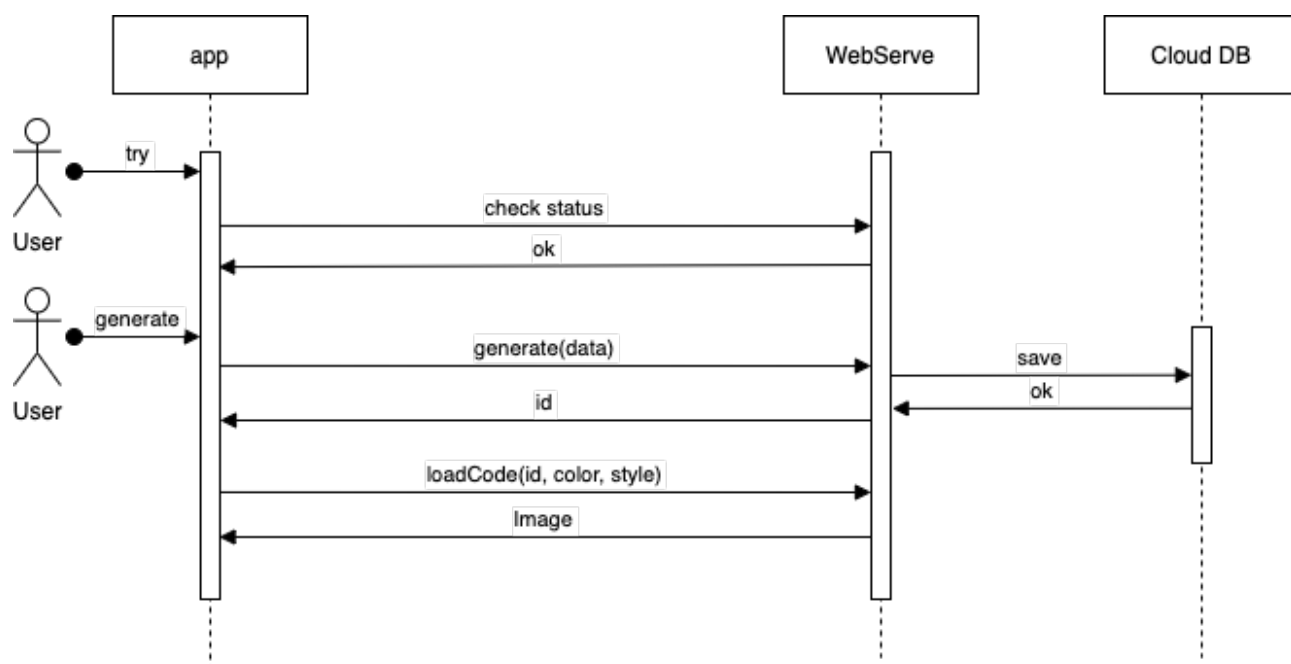 app
WebServe
Cloud DB
try
User
check status
ok
generate
User
generate(data)
save
ok
id
loadCode(id, color, style)
Image